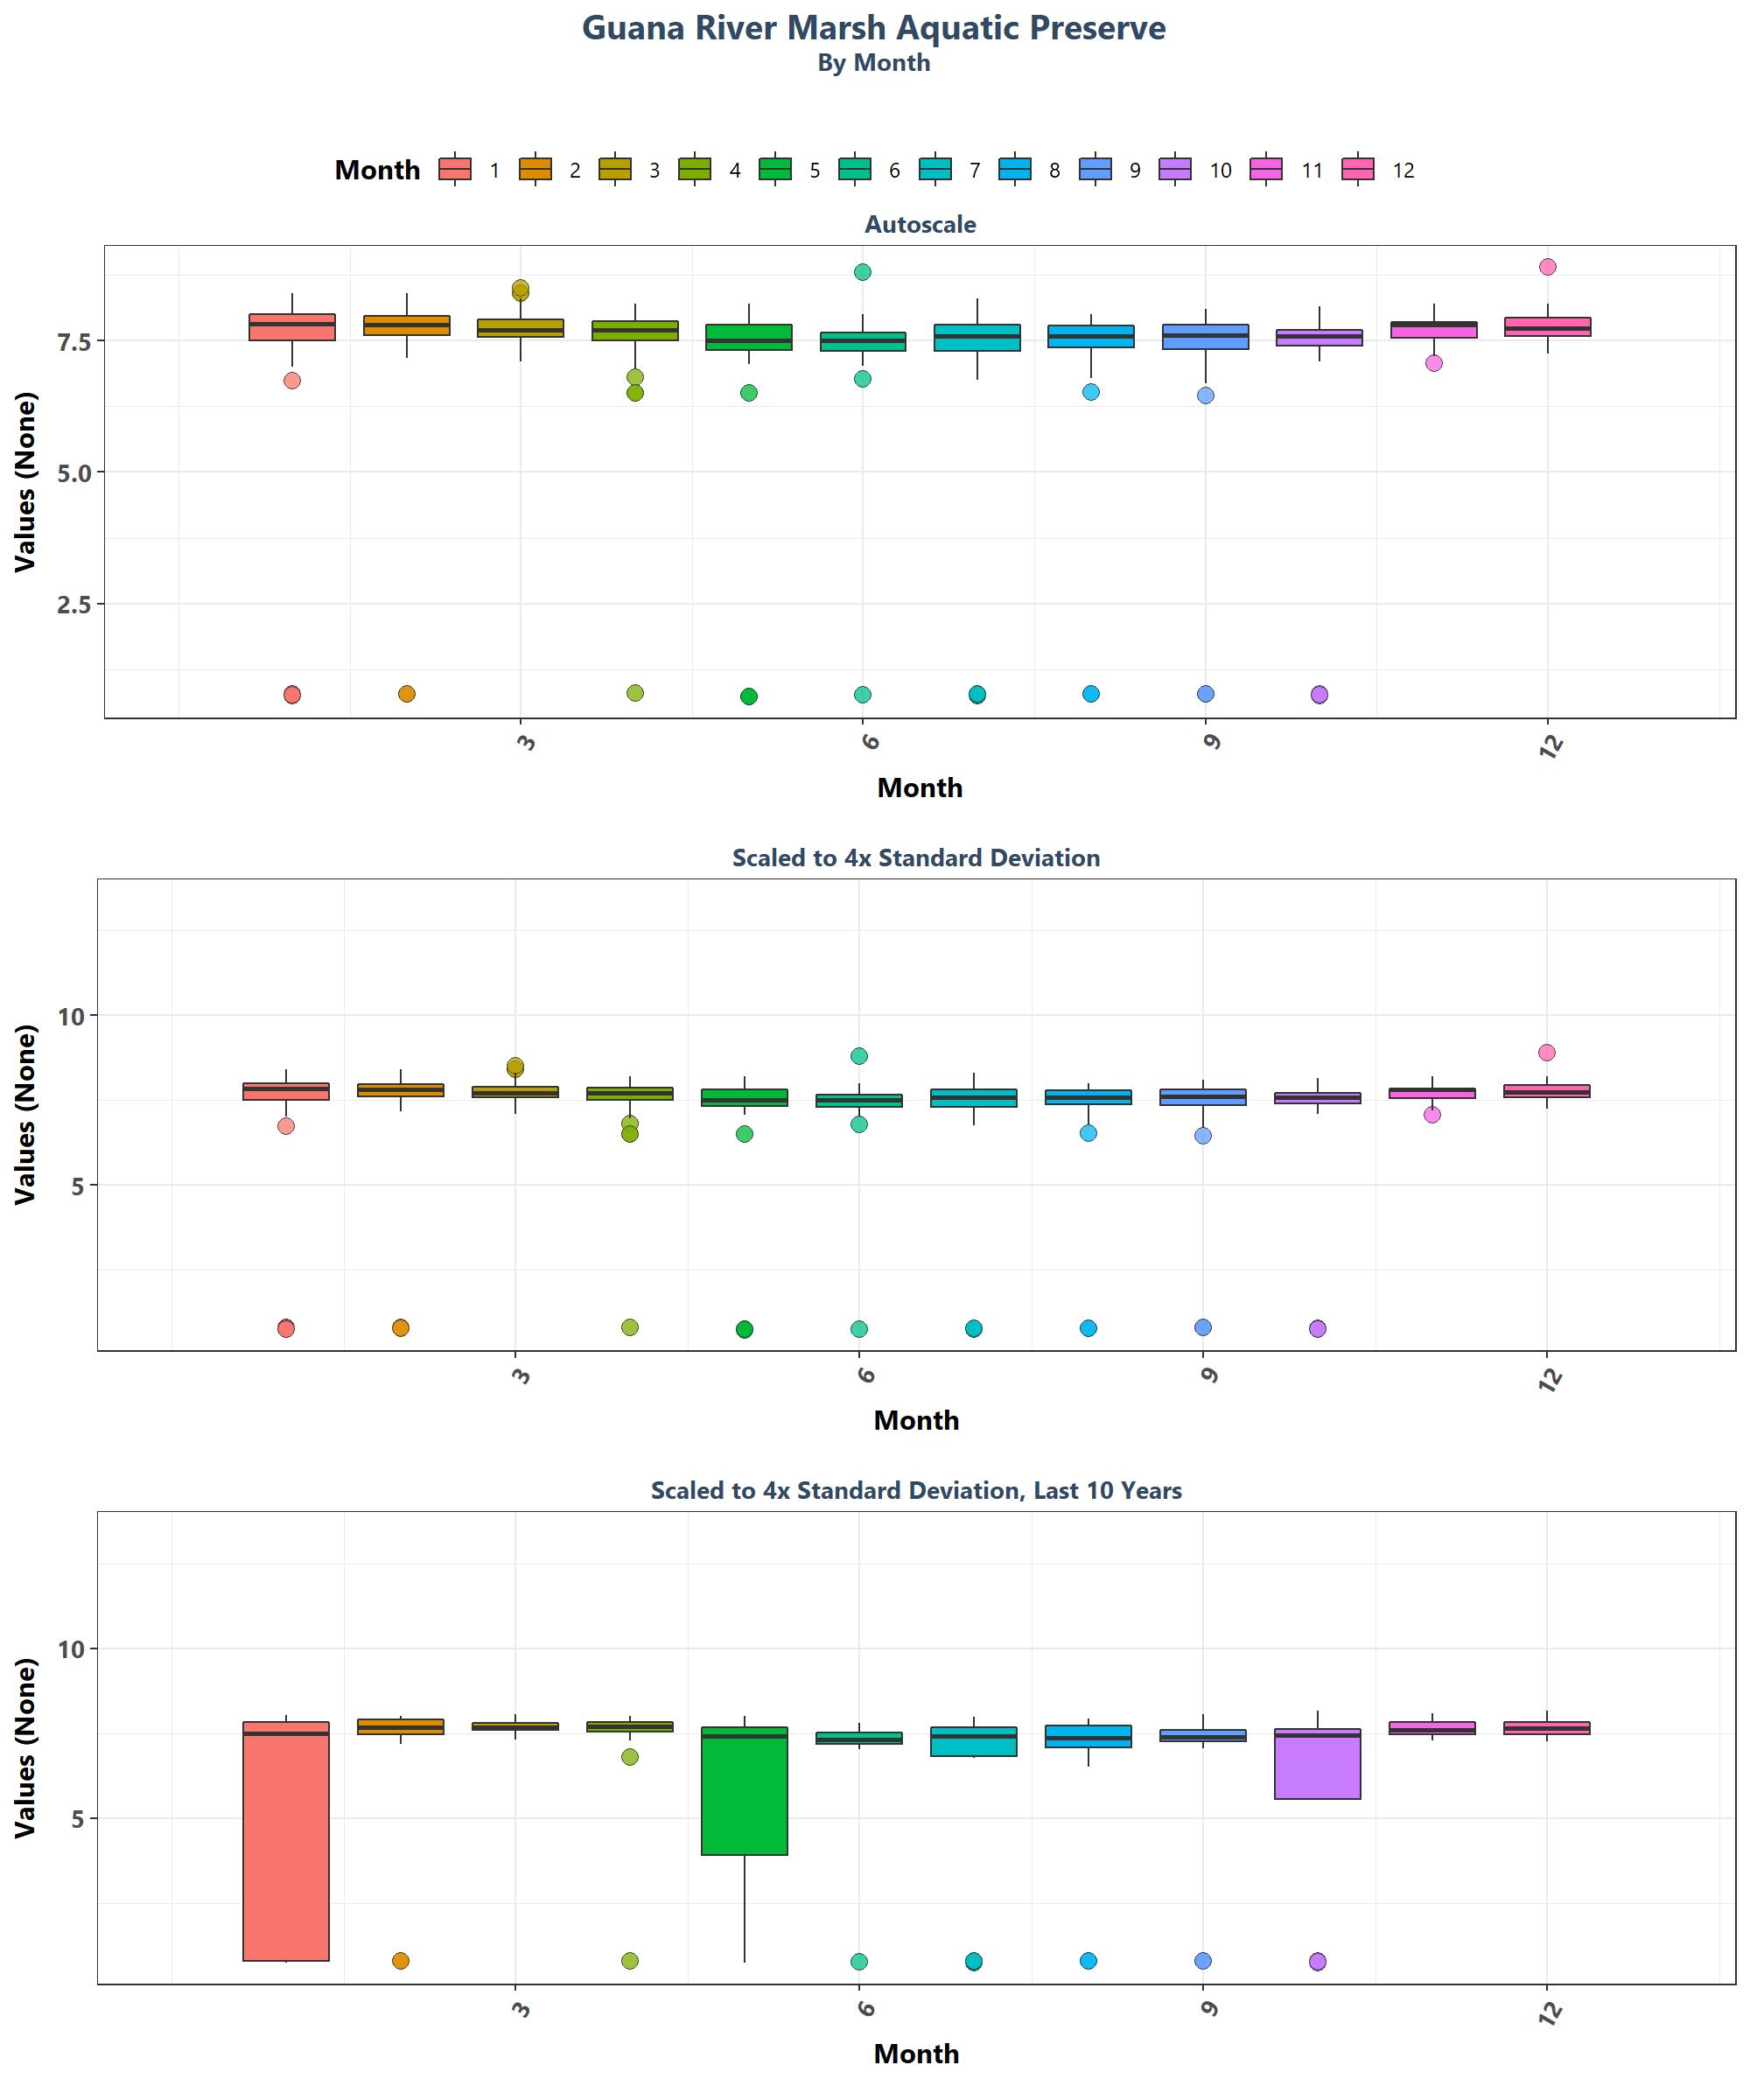 Guana River Marsh Aquatic Preserve
By Month
Month 1 2 3 4 5 6 7 8 9 10 11 12
Autoscale
Values (None)
7.5
5.0
2.5
3 6 9 12
Month
Scaled to 4x Standard Deviation
Values (None)
10
5
3 6 9 12
Month
Scaled to 4x Standard Deviation, Last 10 Years
Values (None)
10
5
3 6 9 12
Month